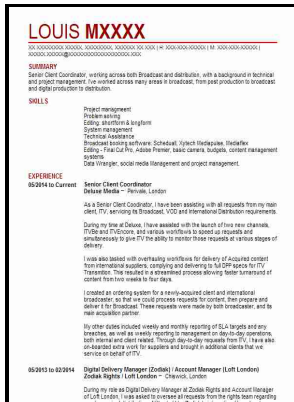 LOUIS MXXXX
SUMMARY
Senior Client Coordinator, working across both Broadcast and distribution, with a background in technical
and project management. I've worked across many areas in broadcast, from post production to broadcast
and digital production to distribution.
SKILLS
Project management
Problem solving
Editing: shortform & longform
System management
Technical Assistance
Broadcast booking software: Scheduall, Xytech Mediapulse, Mediaflex
Editing - Final Cut Pro, Adobe Premier, basic camera, budgets, content management
systems
Data Wrangler, social media Management and project management.
EXPERIENCE
05/2014 to Current Senior Client Coordinator
Deluxe Media – Perivale, London
As a Senior Client Coordinator, I have been assisting with all requests from my main
client, ITV, servicing its Broadcast, VOD and International Distribution requirements.
During my time at Deluxe, I have assisted with the launch of two new channels,
ITVBe and ITVEncore, and various workflows to speed up requests and
simultaneously to give ITV the ability to monitor those requests at various stages of
delivery.
I was also tasked with overhauling workflows for delivery of Acquired content
from international suppliers, compiling and delivering to full DPP specs for ITV
Transition. This resulted in a streamlined process allowing faster turnaround of
content from two weeks to four days.
I created an ordering system for a newly-acquired client and international
broadcaster, so that we could process requests for content, then prepare and
deliver it for Broadcast. These requests were made by both broadcaster, and its
main acquisition partner.
My other duties included weekly and monthly reporting of SLA targets and any
breaches, as well as weekly reporting to management on day-to-day operations,
both internal and client related. Through day-to-day requests from ITV, I have also
on-boarded extra work for suppliers and brought in additional clients that we
service on behalf of ITV.
05/2013 to 02/2014 Digital Delivery Manager (Zodiak) / Account Manager (Loft London)
Zodiak Rights / Loft London – Chiswick, London
During my role as Digital Delivery Manager at Zodiak Rights and Account Manager
of Loft London, I was asked to oversee all requests from the rights team regarding